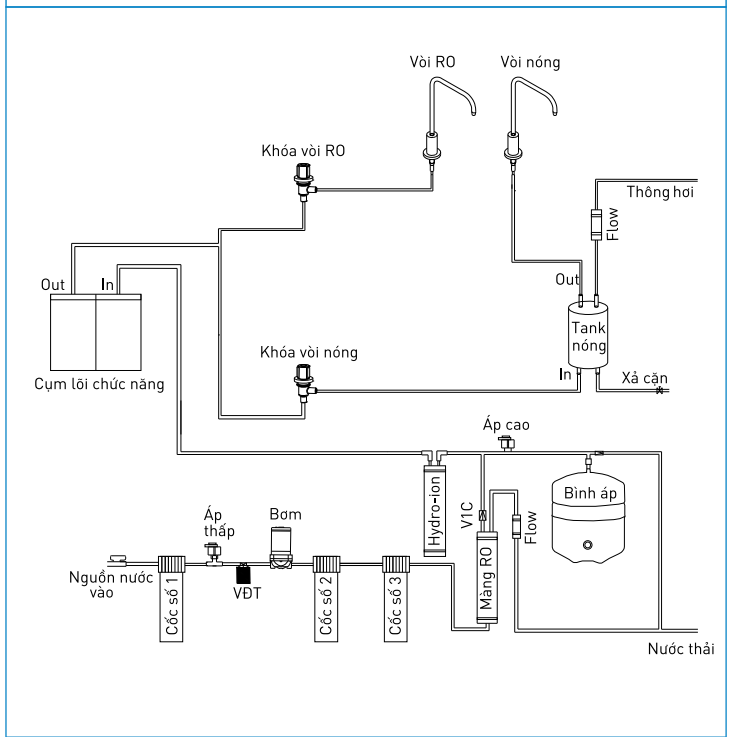 Vòi RO
Vòi nóng
Khóa vòi RO
Thông hơi
Flow
Out
In
Out
Tank
nóng
Khóa vòi nóng
In
Cụm lõi chức năng
Xả cặn
Áp cao
Hydro-ion
V1C
Bình áp
Áp
thấp
Bơm
Flow
Màng RO
Nguồn nước
vào
Cốc số 1
VĐT
Cốc số 2
Cốc số 3
Nước thải